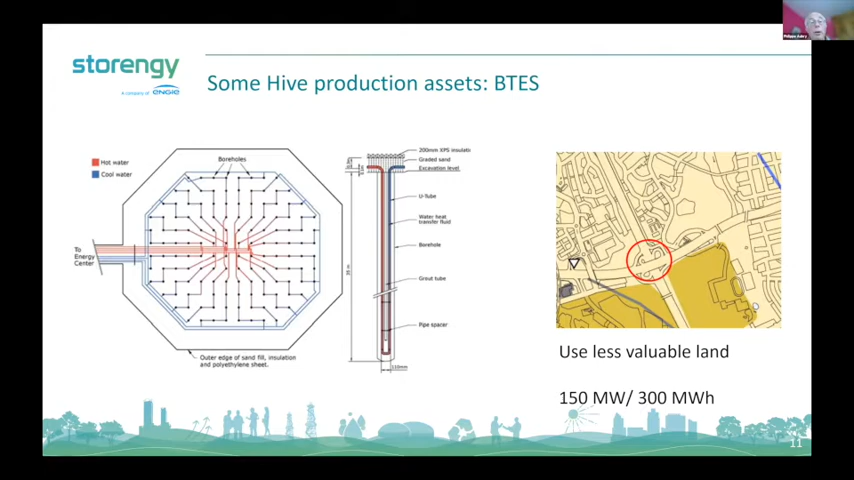 storengy
A company of ENGIE
Some Hive production assets: BTES
Hot water
Cool water
Boreholes
To
Energy
Center
Outer edge of sand fill, insulation
and polyethylene sheet.
200mm XPS insulatio
Graded sand
Excavation level
U-Tube
Water heat
transfer fluid
Borehole
Grout tube
Pipe spacer
110mm
Use less valuable land
150 MW/ 300 MWh
11